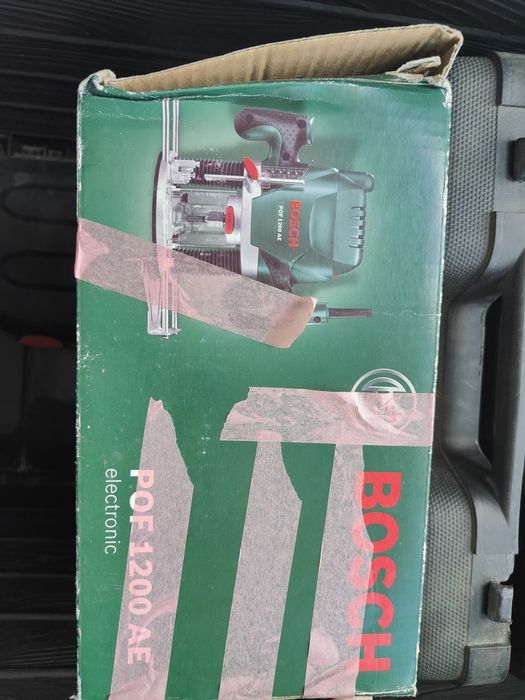 BOSCH
POF 1200 AE
BOSCH
POF 1200 AE
electronic